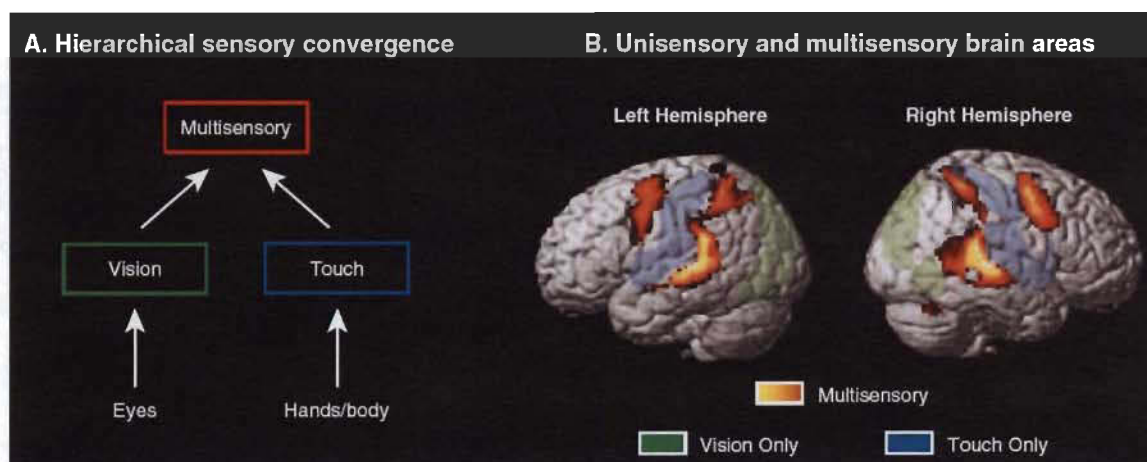 A. Hierarchical sensory convergence
Multisensory
Vision
Touch
Eyes
Hands/body
B. Unisensory and multisensory brain areas
Left Hemisphere
Right Hemisphere
Multisensory
Vision Only
Touch Only